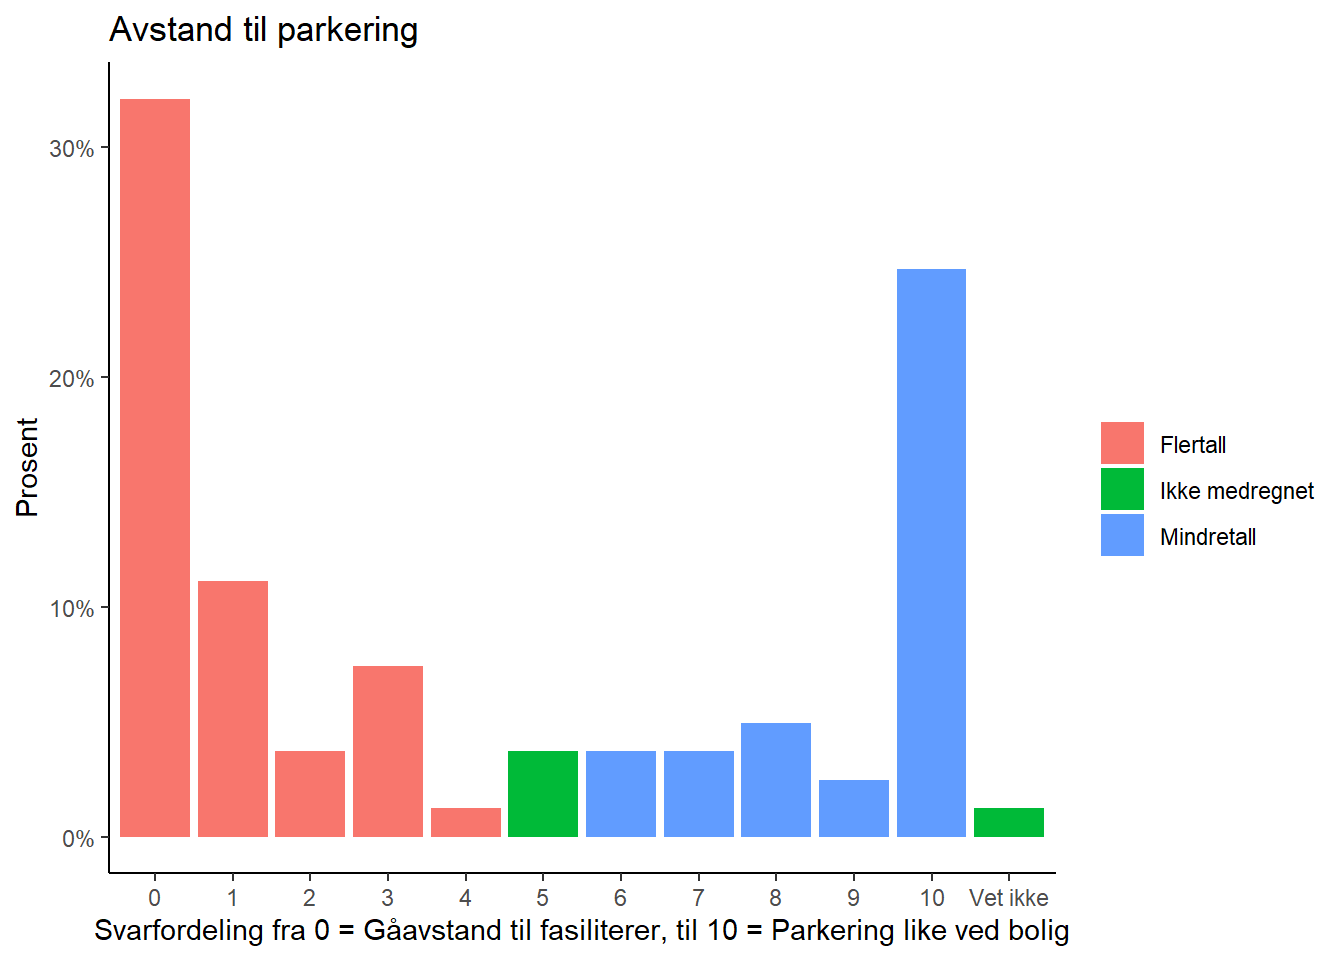 Avstand til parkering
Prosent
30%
20%
10%
0%
0 1 2 3 4 5 6 7 8 9 10 Vet ikke
Svarfordeling fra 0 = Gåavstand til fasiliterer, til 10 = Parkering like ved bolig
Flertall
Ikke medregnet
Mindretall